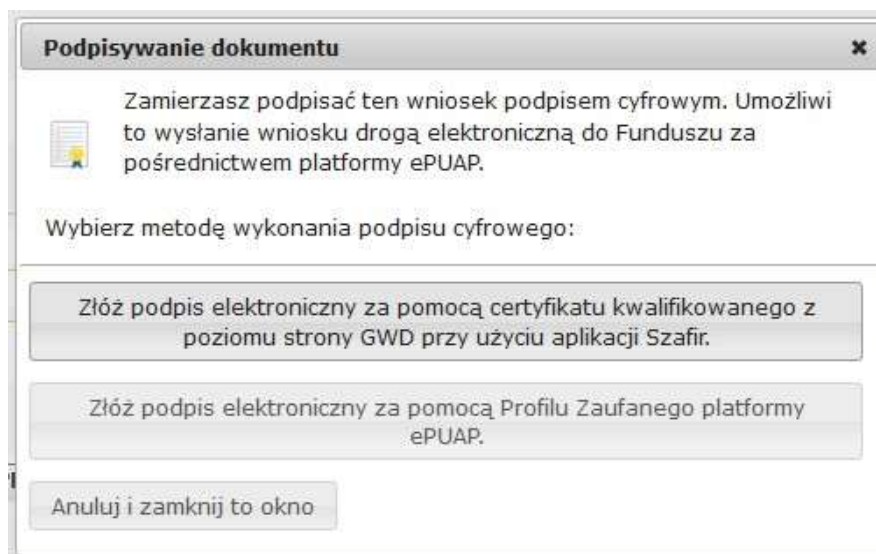 Podpisywanie dokumentu
Zamierzasz podpisać ten wniosek podpisem cyfrowym. Umożliwi
to wysłanie wniosku drogą elektroniczną do Funduszu za
pośrednictwem platformy ePUAP.
Wybierz metodę wykonania podpisu cyfrowego:
Złóż podpis elektroniczny za pomocą certyfikatu kwalifikowanego z
poziomu strony GWD przy użyciu aplikacji Szafir.
Złóż podpis elektroniczny za pomocą Profilu Zaufanego platformy
ePUAP.
Anuluj i zamknij to okno